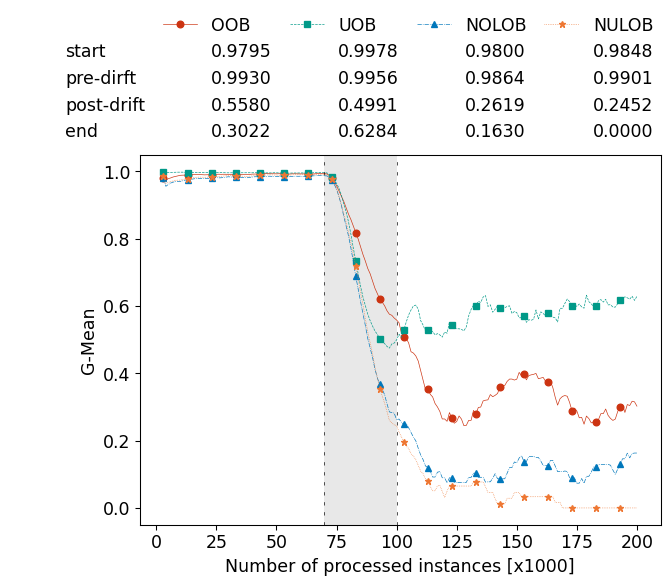 OOB UOB NOLOB NULOB
start 0.9795 0.9978 0.9800 0.9848
pre-dirft 0.9930 0.9956 0.9864 0.9901
post-drift 0.5580 0.4991 0.2619 0.2452
end 0.3022 0.6284 0.1630 0.0000
1.0
0.8
0.6
0.4
0.2
0.0
G-Mean
0 25 50 75 100 125 150 175 200
Number of processed instances [x1000]